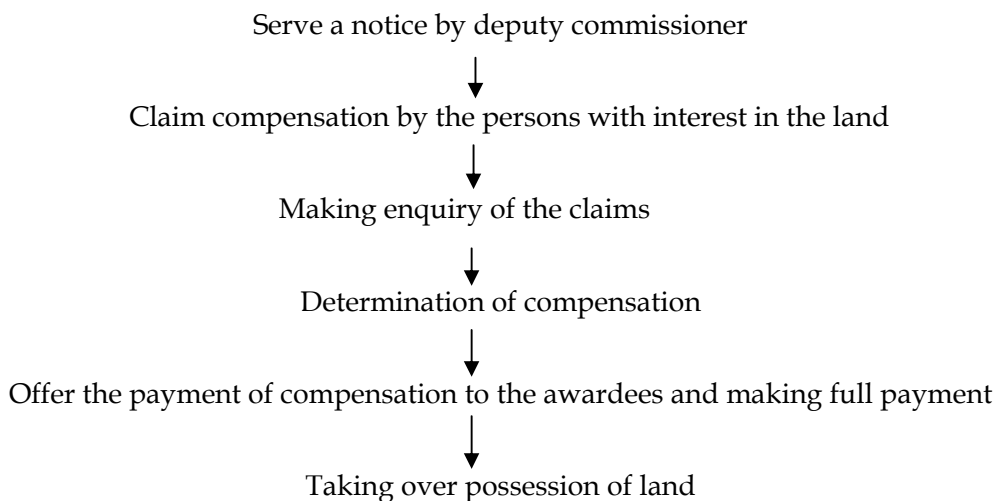 Serve a notice by deputy commissioner
Claim compensation by the persons with interest in the land
Making enquiry of the claims
Determination of compensation
Offer the payment of compensation to the awardees and making full payment
Taking over possession of land